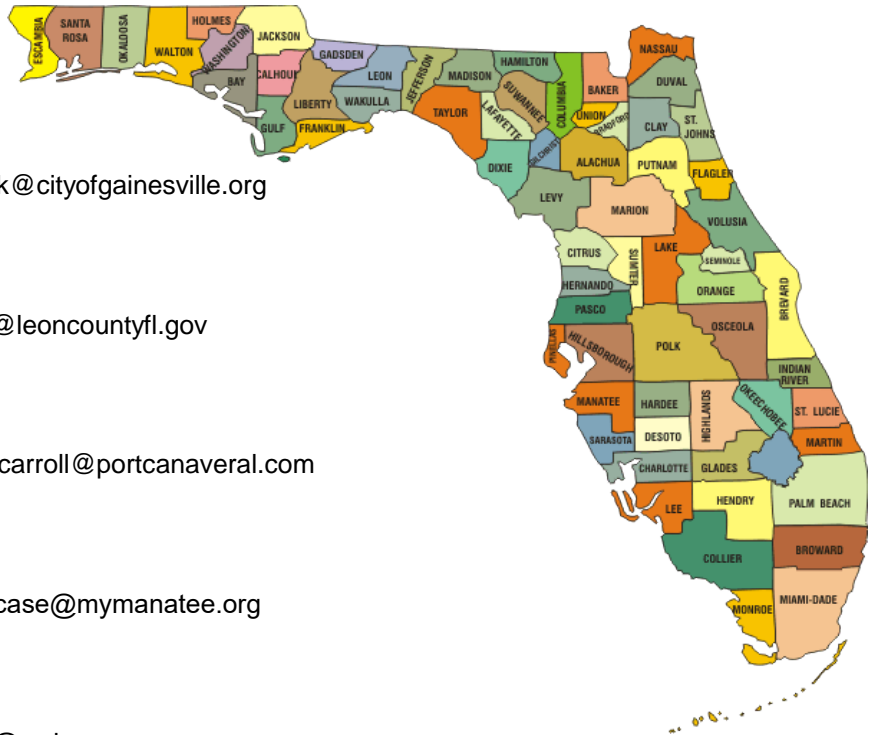 ESCAMBIA
SANTA
ROSA
OKALOOSA
WALTON
HOLMES
WASHINGTON
JACKSON
BAY
CALHOUN
GULF
GADSDEN
LIBERTY
FRANKLIN
LEON
WAKULLA
JEFFERSON
MADISON
TAYLOR
HAMILTON
SUWANNEE
LAFAYETTE
DIXIE
COLUMBIA
GILCHRIST
BAKER
UNION
BRADFORD
NASSAU
DUVAL
CLAY
ST.
JOHNS
ALACHUA
PUTNAM
FLAGLER
k@cityofgainesville.org
LEVY
MARION
VOLUSIA
CITRUS
SUMTER
LAKE
SEMINOLE
HERNANDO
ORANGE
BREVARD
PASCO
@leoncountyfl.gov
PINELLAS
HILLSBOROUGH
POLK
OSCEOLA
INDIAN
RIVER
MANATEE
HARDEE
HIGHLANDS
OKEECHOBEE
ST. LUCIE
SARASOTA
DESOTO
MARTIN
carroll@portcanaveral.com
CHARLOTTE
GLADES
LEE
HENDRY
PALM BEACH
COLLIER
BROWARD
case@mymanatee.org
MONROE
MIAMI-DADE